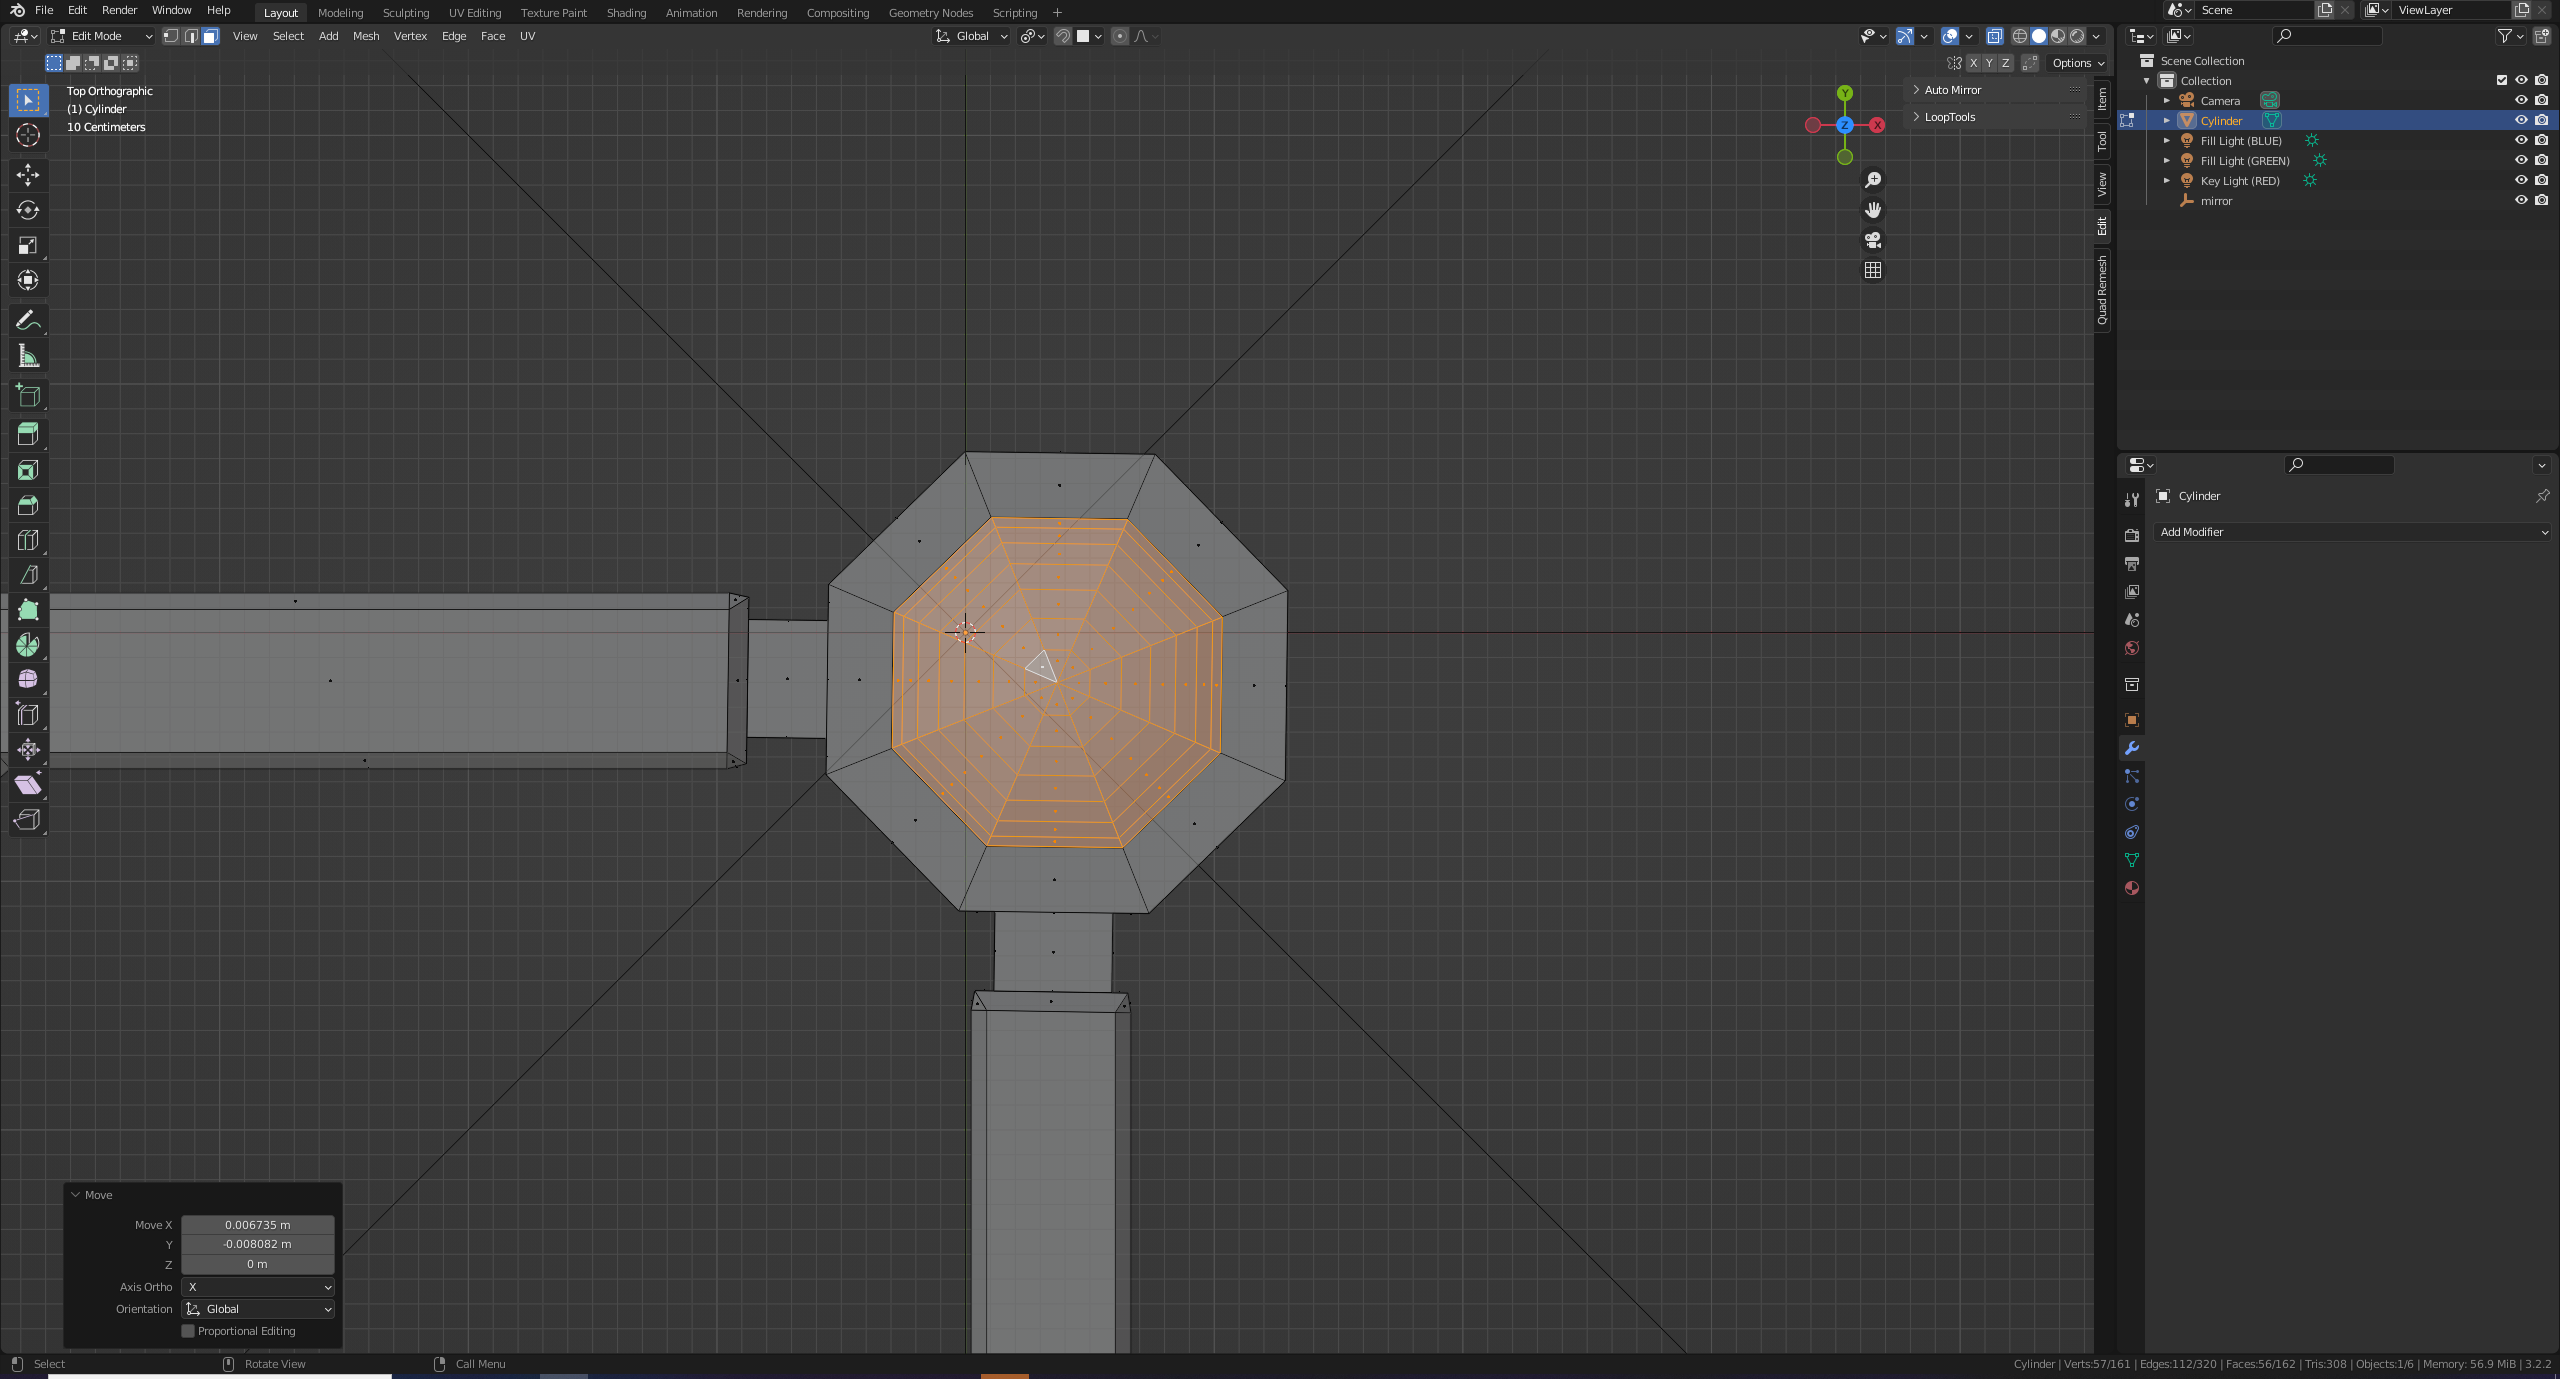 File Edit Render Window Help Layout Modeling Sculpting UV Editing Texture Paint Shading Animation Rendering Compositing Geometry Nodes Scripting + Scene ViewLayer
Edit Mode View Select Add Mesh Vertex Edge Face UV Global
X Y Z Options
Top Orthographic
(1) Cylinder
10 Centimeters
Y
Z X
Auto Mirror
LoopTools
Item
Tool
View
Edit
Quad Remesh
Scene Collection
Collection
Camera
Cylinder
Fill Light (BLUE)
Fill Light (GREEN)
Key Light (RED)
mirror
Cylinder
Add Modifier
Move
Move X 0.006735 m
Y -0.008082 m
Z 0 m
Axis Ortho X
Orientation Global
Proportional Editing
Select Rotate View Call Menu Cylinder | Verts:57/161 | Edges:112/320 | Faces:56/162 | Tris:308 | Objects:1/6 | Memory: 56.9 MiB | 3.2.2